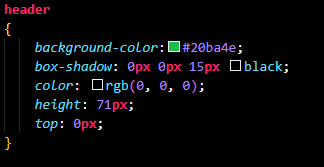 header
{
    background-color: #20ba4e;
    box-shadow: 0px 0px 15px black;
    color: rgb(0, 0, 0);
    height: 71px;
    top: 0px;
}